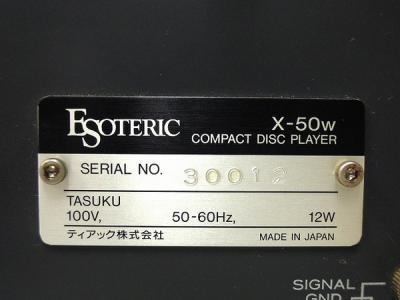 ESOTERIC X-50w
COMPACT DISC PLAYER
SERIAL NO. 30012
TASUKU
100V, 50-60Hz, 12W
ティアック株式会社 MADE IN JAPAN
SIGNAL
GND